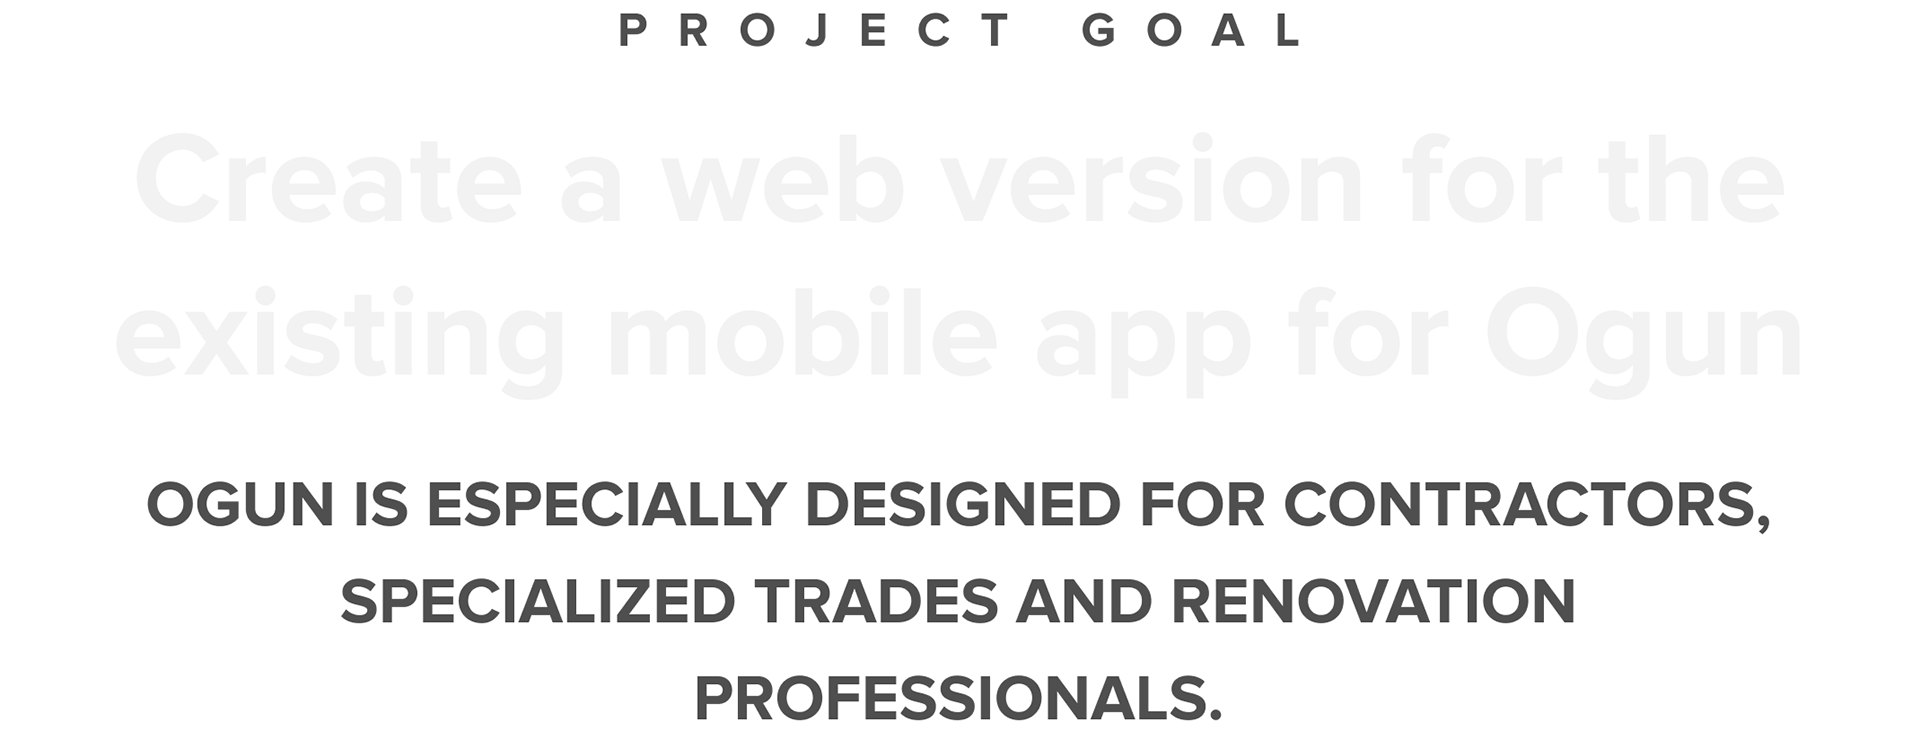 PROJECT GOAL
Create a web version for the
existing mobile app for Ogun
OGUN IS ESPECIALLY DESIGNED FOR CONTRACTORS,
SPECIALIZED TRADES AND RENOVATION
PROFESSIONALS.